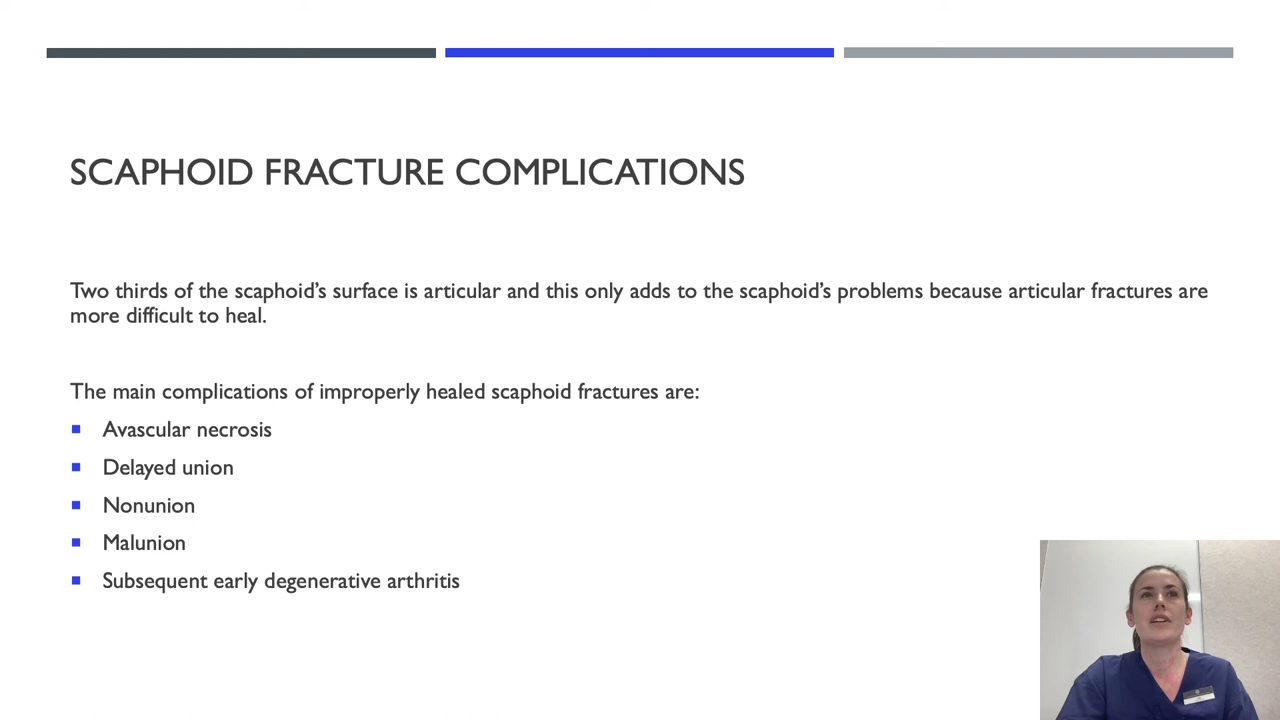 SCAPHOID FRACTURE COMPLICATIONS
Two thirds of the scaphoid’s surface is articular and this only adds to the scaphoid’s problems because articular fractures are
more difficult to heal.
The main complications of improperly healed scaphoid fractures are:
Avascular necrosis
Delayed union
Nonunion
Malunion
Subsequent early degenerative arthritis